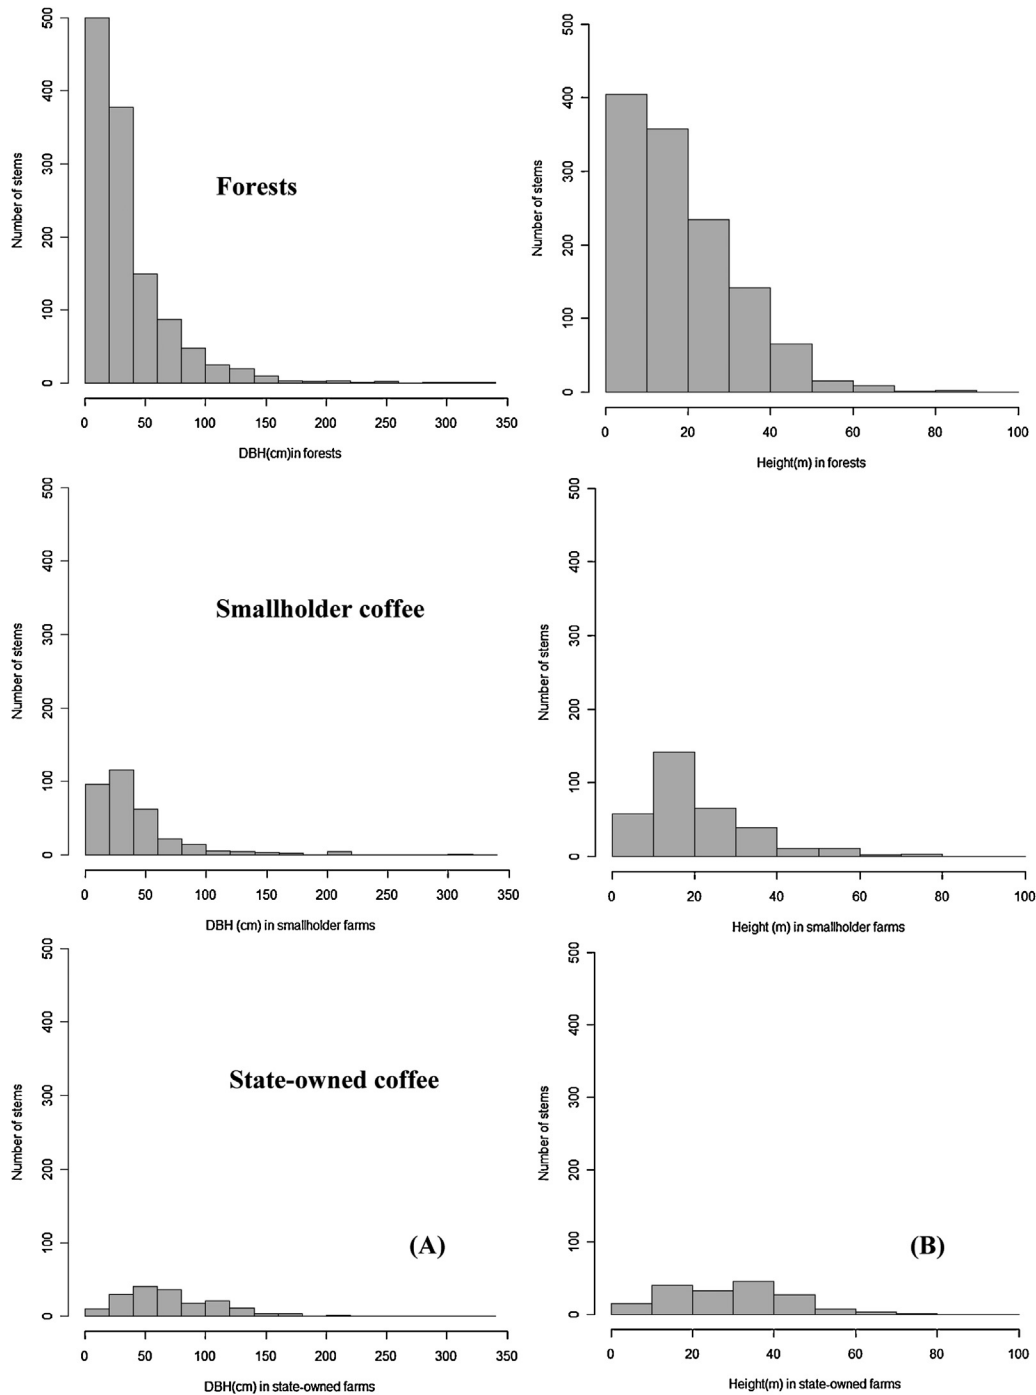 500
400
300
200
100
0
Number of stems
Forests
0 50 100 150 200 250 300 350
DBH(cm)in forests
500
400
300
200
100
0
Number of stems
0 20 40 60 80 100
Height(m) in forests
500
400
300
200
100
0
Number of stems
Smallholder coffee
0 50 100 150 200 250 300 350
DBH (cm) in smallholder farms
500
400
300
200
100
0
Number of stems
0 20 40 60 80 100
Height (m) in smallholder farms
500
400
300
200
100
0
Number of stems
State-owned coffee
(A)
0 50 100 150 200 250 300 350
DBH(cm) in state-owned farms
500
400
300
200
100
0
Number of stems
(B)
0 20 40 60 80 100
Height(m) in state-owned farms